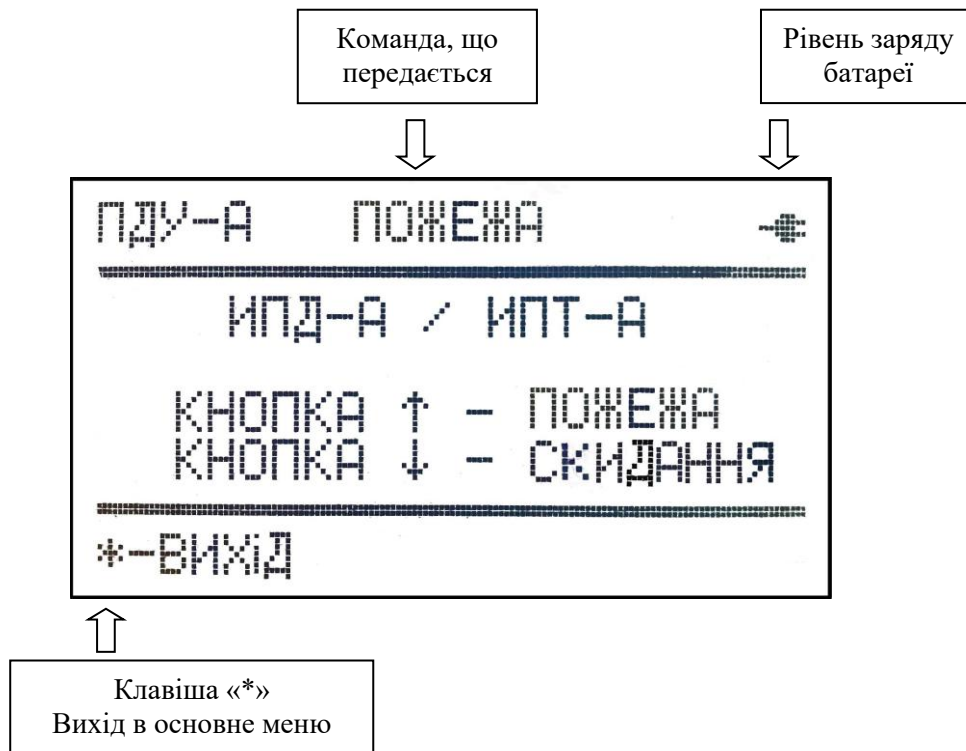 Команда, що
передається
Рівень заряду
батареї
ПДУ-А ПОЖЕЖА
ИПД-А / ИПТ-А
КНОПКА ↑ - ПОЖЕЖА
КНОПКА ↓ - СКИДАННЯ
*-ВИХіД
Клавіша «*»
Вихід в основне меню